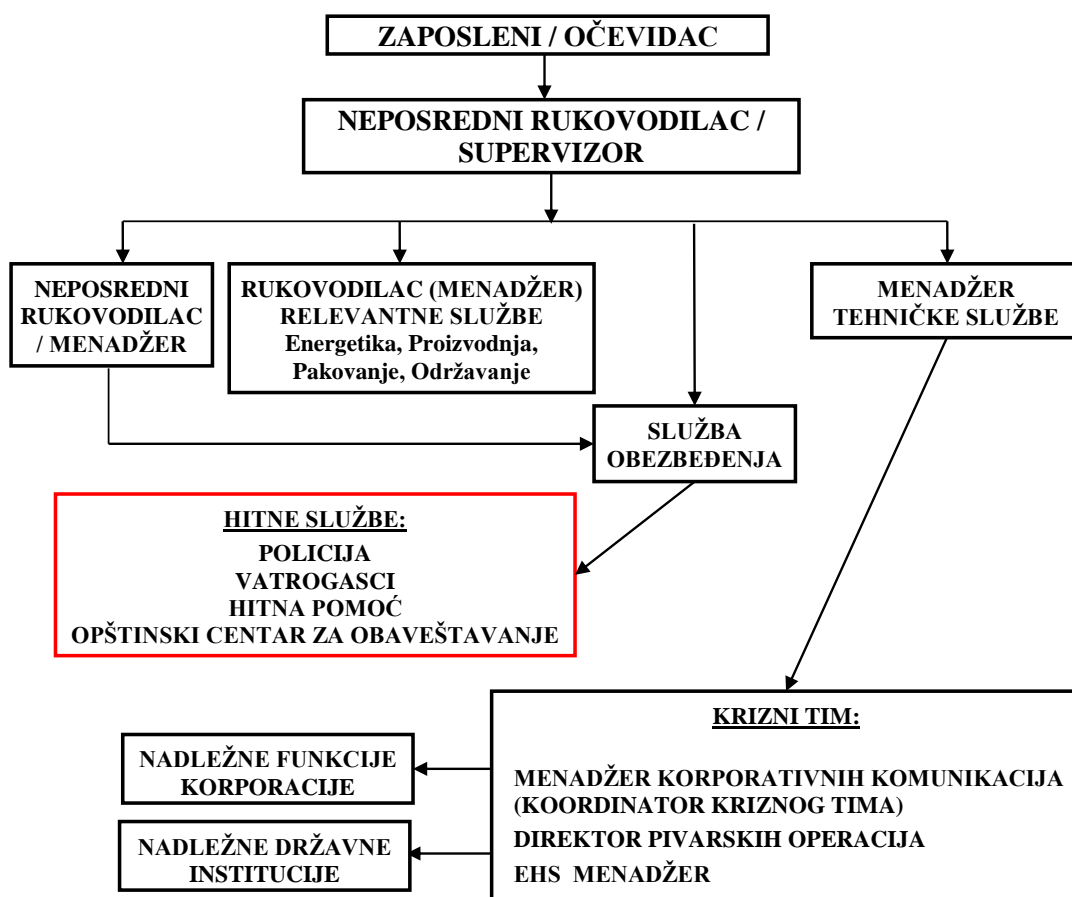 ZAPOSLENI / OČEVIDAC
NEPOSREDNI RUKOVODILAC /
SUPERVIZOR
NEPOSREDNI
RUKOVODILAC
/ MENADŽER
RUKOVODILAC (MENADŽER)
RELEVANTNE SLUŽBE
Energetika, Proizvodnja,
Pakovanje, Održavanje
MENADŽER
TEHNIČKE SLUŽBE
SLUŽBA
OBEZBEĐENJA
HITNE SLUŽBE:
POLICIJA
VATROGASCI
HITNA POMOĆ
OPŠTINSKI CENTAR ZA OBAVEŠTAVANJE
KRIZNI TIM:
MENADŽER KORPORATIVNIH KOMUNIKACIJA
(KOORDINATOR KRIZNOG TIMA)
DIREKTOR PIVARSKIH OPERACIJA
EHS MENADŽER
NADLEŽNE FUNKCIJE
KORPORACIJE
NADLEŽNE DRŽAVNE
INSTITUCIJE